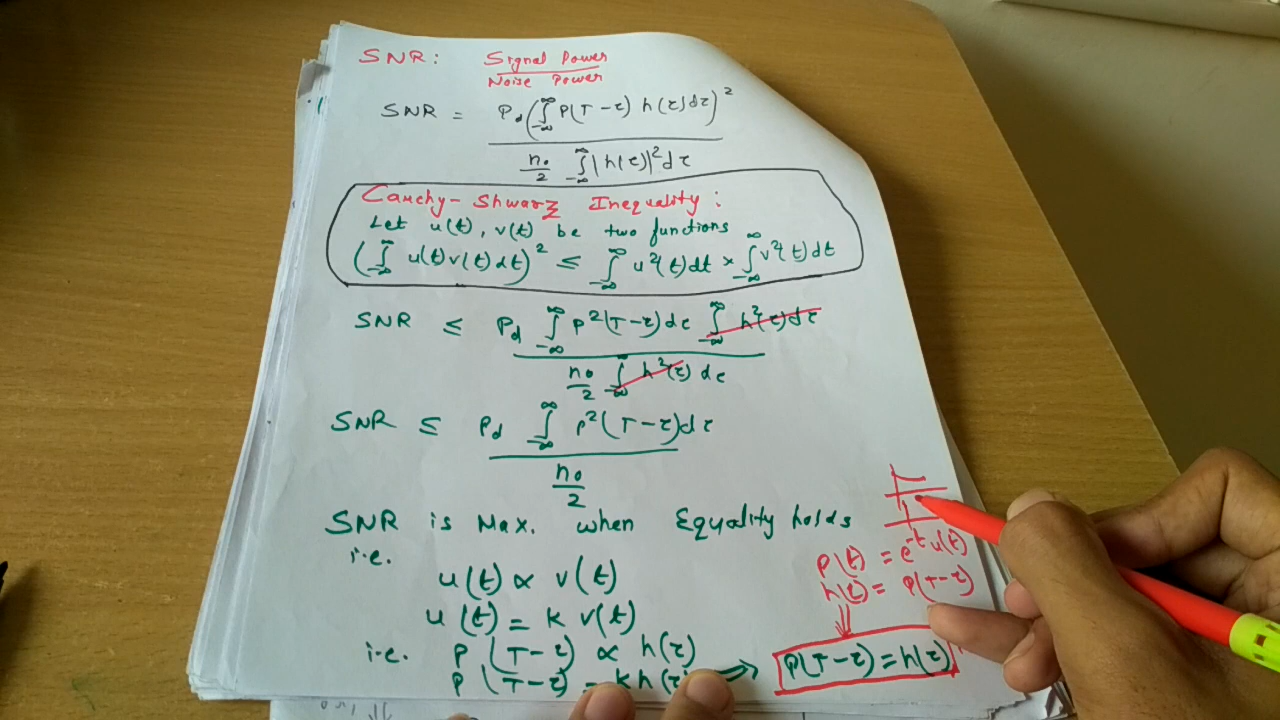 SNR: Signal Power
Noise Power
SNR = Pd (∫_{-∞}^{∞} P(T-τ) h(τ)dτ)²
n₀/2 ∫_{-∞}^{∞} |h(τ)|² dτ
Cauchy-Shwarz Inequality:
Let u(t), v(t) be two functions
(∫_{-∞}^{∞} u(t)v(t)dt)² ≤ ∫_{-∞}^{∞} u²(t)dt × ∫_{-∞}^{∞} v²(t)dt
SNR ≤ Pd ∫_{-∞}^{∞} P²(T-τ)dτ ∫_{-∞}^{∞} h²(τ)dτ
n₀/2 ∫_{-∞}^{∞} h²(τ) dτ
SNR ≤ Pd ∫_{-∞}^{∞} P²(T-τ)dτ
n₀/2
SNR is Max. when Equality holds
i.e.
u(t) ∝ v(t)
u(t) = k v(t)
i.e. P(T-τ) ∝ h(τ)
P(T-τ) = k h(τ) ⇒
P(t) = e^{-t} u(t)
h(τ) = P(T-τ)
P(T-τ) = h(τ)